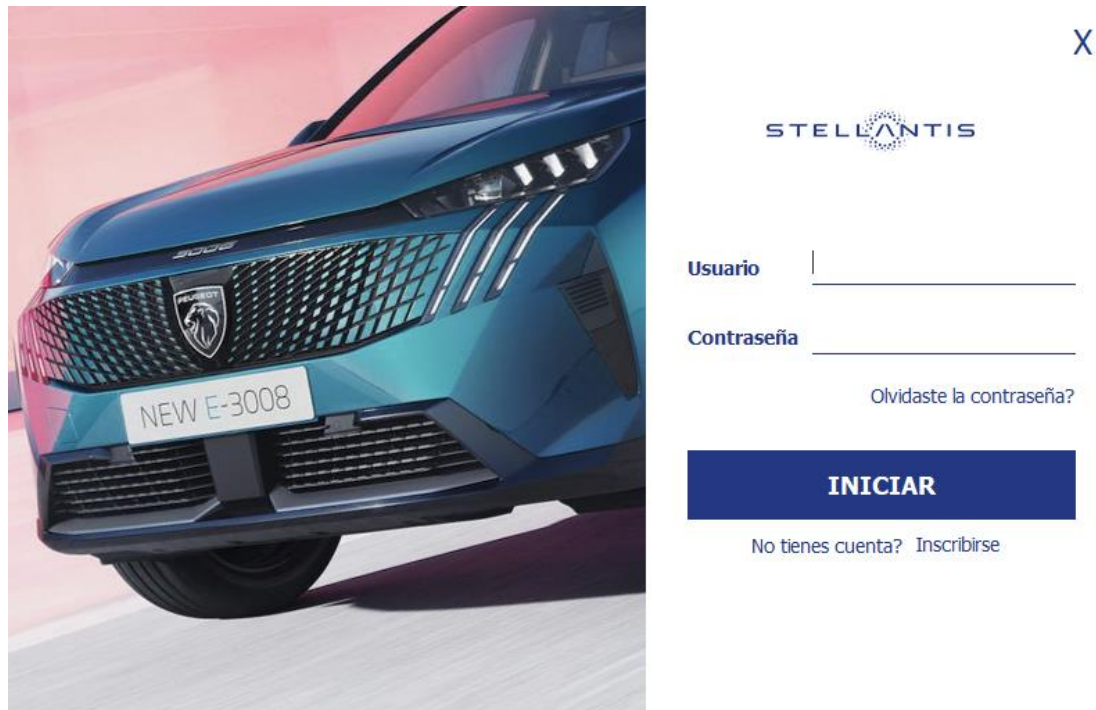 X
STELLANTIS
3008
PEUGEOT
NEW E-3008
Usuario
Contraseña
Olvidaste la contraseña?
INICIAR
No tienes cuenta? Inscribirse